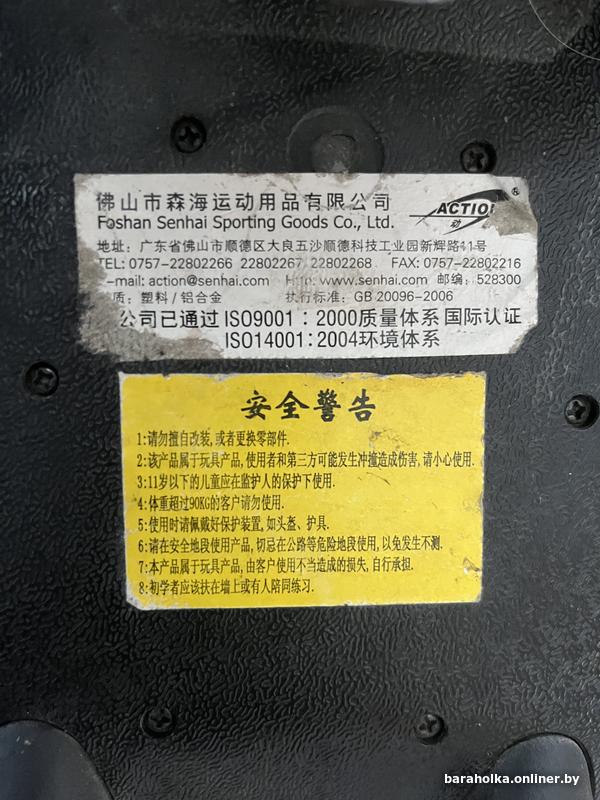 佛山市森海运动用品有限公司
Foshan Senhai Sporting Goods Co., Ltd.
ACTIO
动
®
地址: 广东省佛山市顺德区大良五沙顺德科技工业园新辉路11号
TEL: 0757-22802266 22802267 22802268 FAX: 0757-22802216
-mail: action@senhai.com Http: www.senhai.com 邮编: 528300
质: 塑料 / 铝合金 执行标准: GB 20096-2006
公司已通过 ISO9001 : 2000质量体系 国际认证
ISO14001 : 2004环境体系
安全警告
1:请勿擅自改装, 或者更换零部件.
2:该产品属于玩具产品, 使用者和第三方可能发生冲撞造成伤害, 请小心使用.
3:11岁以下的儿童应在监护人的保护下使用.
4:体重超过90KG的客户请勿使用.
5:使用时请佩戴好保护装置, 如头盔、护具.
6:请在安全地段使用产品, 切忌在公路等危险地段使用, 以免发生不测.
7:本产品属于玩具产品, 由客户使用不当造成的损失, 自行承担.
8:初学者应该扶在墙上或有人陪同练习.
baraholka.onliner.by